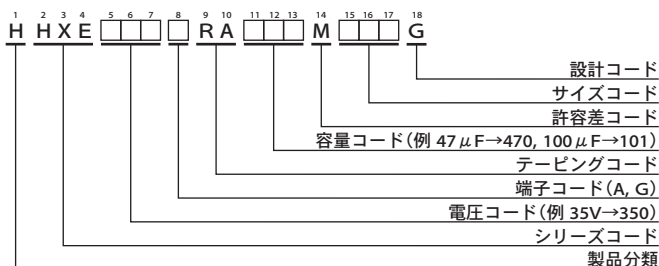 1 2 3 4 5 6 7 8 9 10 11 12 13 14 15 16 17 18
H HXE□□□□RA□□□M□□□G
設計コード
サイズコード
許容差コード
容量コード(例 47μF→470, 100μF→101)
テーピングコード
端子コード(A, G)
電圧コード(例 35V→350)
シリーズコード
製品分類